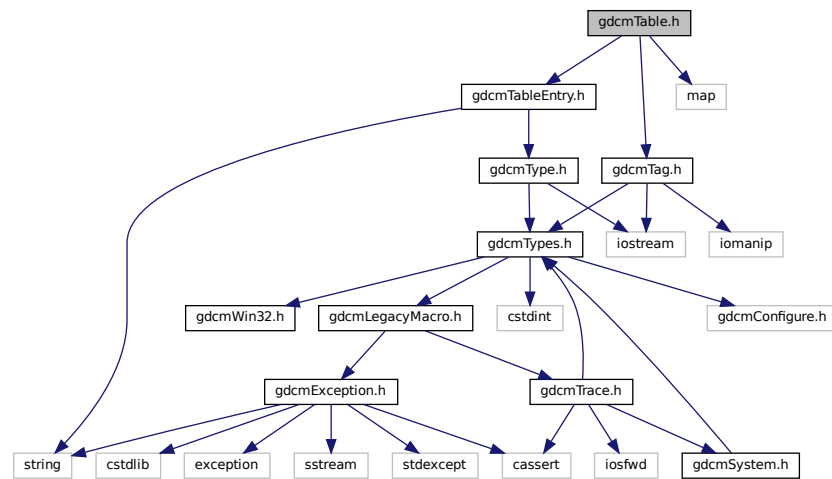 gdcmTable.h
gdcmTableEntry.h
map
gdcmType.h
gdcmTag.h
gdcmTypes.h
iostream
iomanip
gdcmWin32.h
gdcmLegacyMacro.h
cstdint
gdcmConfigure.h
gdcmException.h
gdcmTrace.h
string
cstdlib
exception
sstream
stdexcept
cassert
iosfwd
gdcmSystem.h